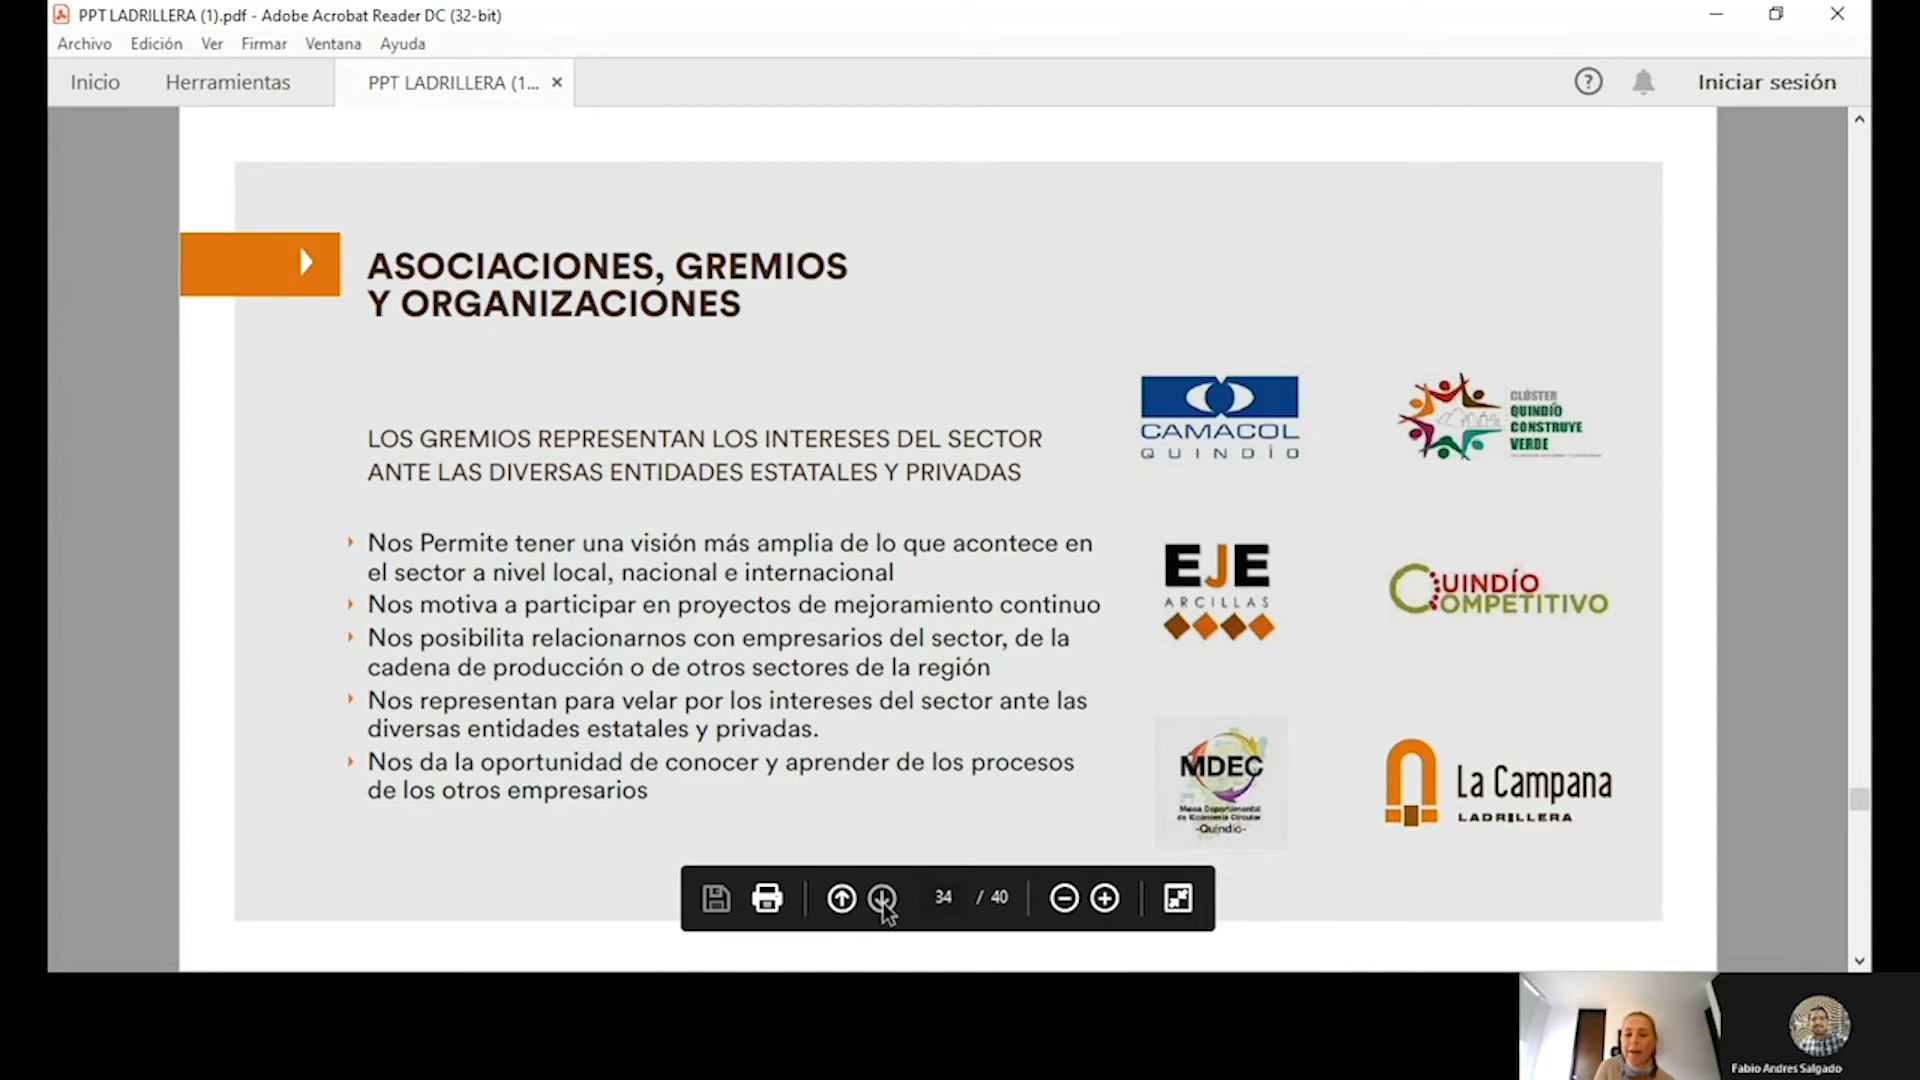 PPT LADRILLERA (1).pdf - Adobe Acrobat Reader DC (32-bit)
Archivo Edición Ver Firmar Ventana Ayuda
Inicio Herramientas PPT LADRILLERA (1... × Iniciar sesión
ASOCIACIONES, GREMIOS
Y ORGANIZACIONES
LOS GREMIOS REPRESENTAN LOS INTERESES DEL SECTOR
ANTE LAS DIVERSAS ENTIDADES ESTATALES Y PRIVADAS
Nos Permite tener una visión más amplia de lo que acontece en
el sector a nivel local, nacional e internacional
Nos motiva a participar en proyectos de mejoramiento continuo
Nos posibilita relacionarnos con empresarios del sector, de la
cadena de producción o de otros sectores de la región
Nos representan para velar por los intereses del sector ante las
diversas entidades estatales y privadas.
Nos da la oportunidad de conocer y aprender de los procesos
de los otros empresarios
CAMACOL
QUINDÍO
CLÚSTER
QUINDÍO
CONSTRUYE
VERDE
EJE
ARCILLAS
QUINDÍO
COMPETITIVO
MDEC
Mesa Departamental
de Economía Circular
-Quindío-
La Campana
LADRILLERA
34 / 40
Fabio Andres Salgado